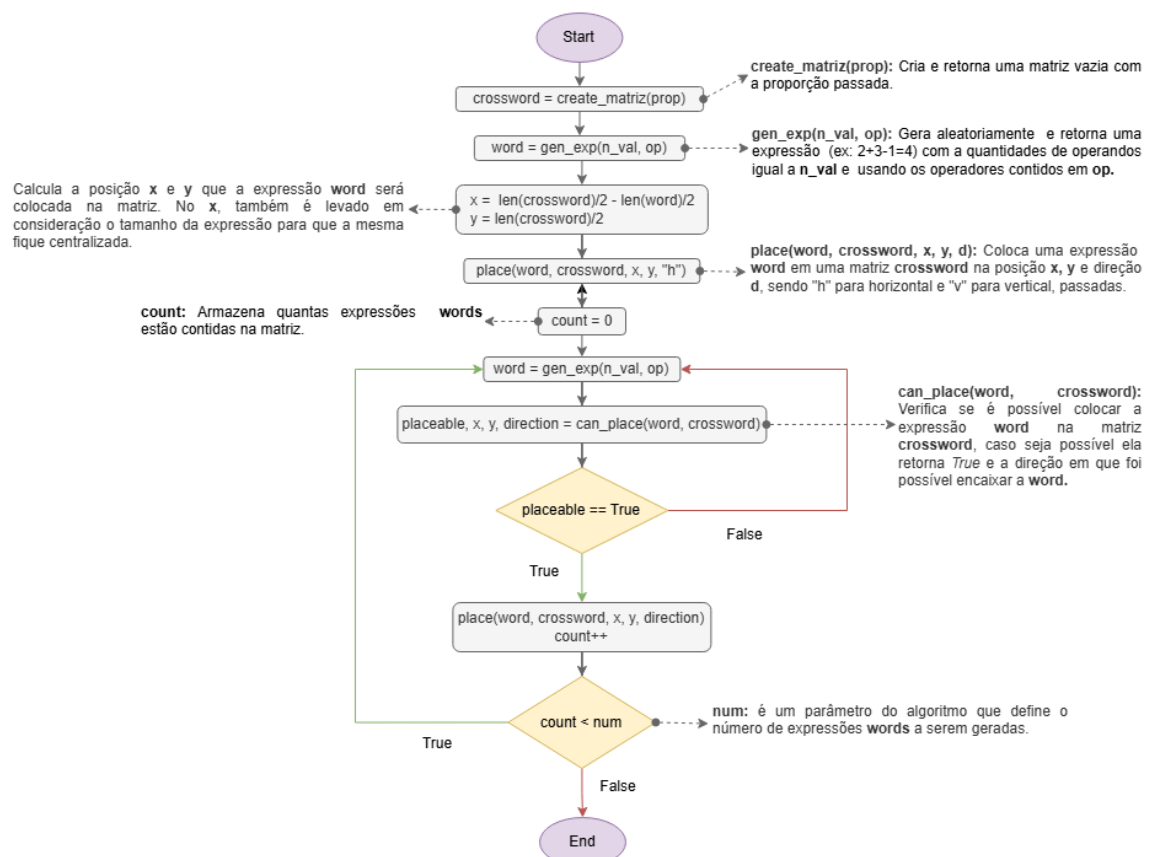 Start
create_matriz(prop): Cria e retorna uma matriz vazia com
a proporção passada.
crossword = create_matriz(prop)
gen_exp(n_val, op): Gera aleatoriamente e retorna uma
expressão (ex: 2+3-1=4) com a quantidades de operandos
igual a n_val e usando os operadores contidos em op.
word = gen_exp(n_val, op)
Calcula a posição x e y que a expressão word será
colocada na matriz. No x, também é levado em
consideração o tamanho da expressão para que a mesma
fique centralizada.
x = len(crossword)/2 - len(word)/2
y = len(crossword)/2
place(word, crossword, x, y, d): Coloca uma expressão
word em uma matriz crossword na posição x, y e direção
d, sendo "h" para horizontal e "v" para vertical, passadas.
place(word, crossword, x, y, "h")
count: Armazena quantas expressões words
estão contidas na matriz.
count = 0
word = gen_exp(n_val, op)
can_place(word, crossword):
Verifica se é possível colocar a
expressão word na matriz
crossword, caso seja possível ela
retorna True e a direção em que foi
possível encaixar a word.
placeable, x, y, direction = can_place(word, crossword)
placeable == True
False
True
place(word, crossword, x, y, direction)
count++
count < num
num: é um parâmetro do algoritmo que define o
número de expressões words a serem geradas.
True
False
End